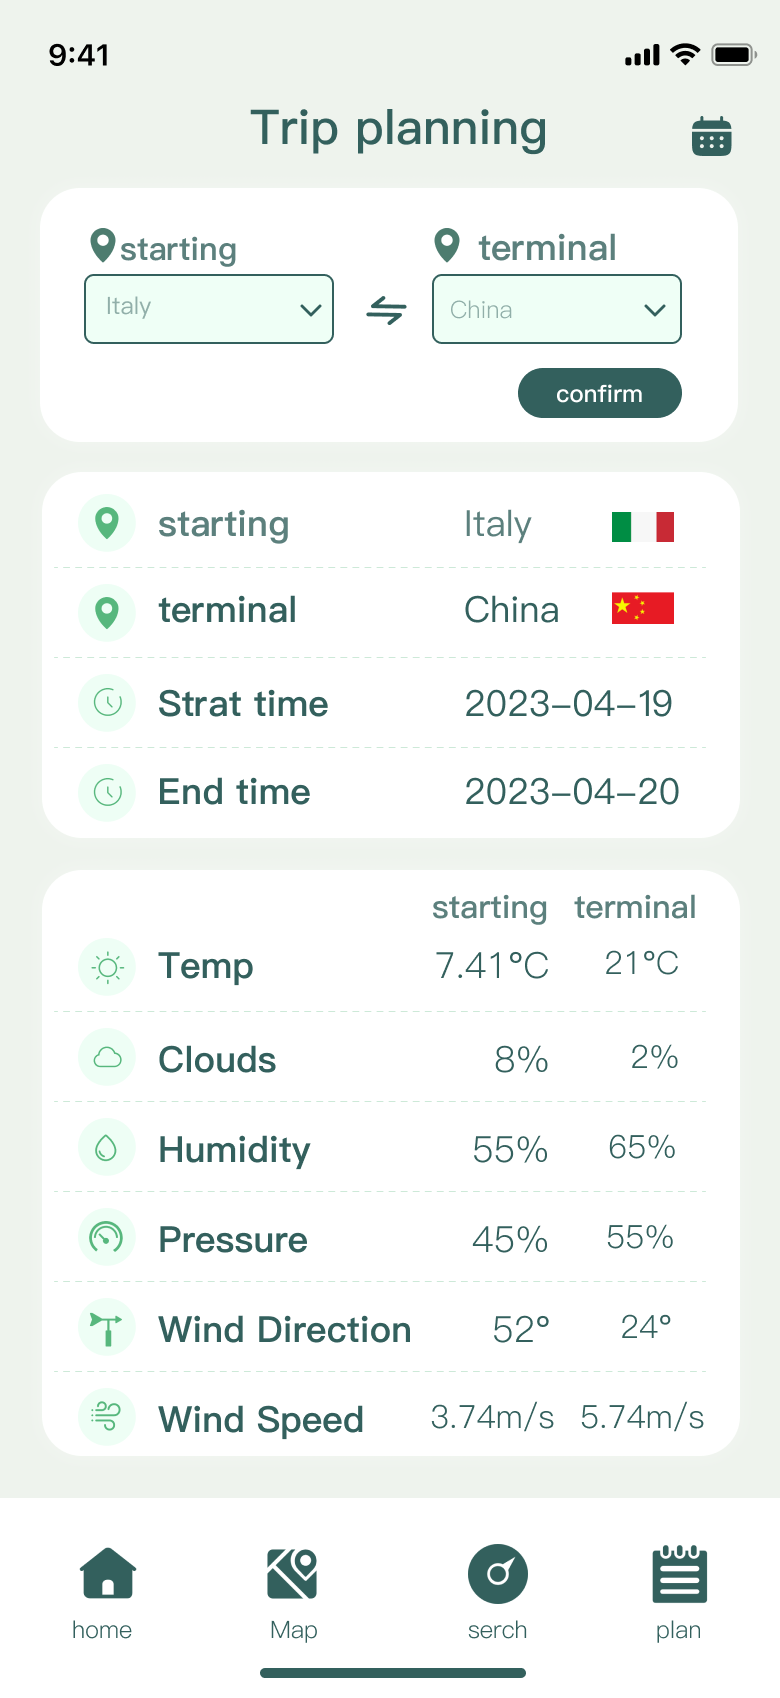 9:41
Trip planning
starting terminal
Italy China
confirm
starting Italy
terminal China
Strat time 2023-04-19
End time 2023-04-20
starting terminal
Temp 7.41°C 21°C
Clouds 8% 2%
Humidity 55% 65%
Pressure 45% 55%
Wind Direction 52° 24°
Wind Speed 3.74m/s 5.74m/s
home Map serch plan